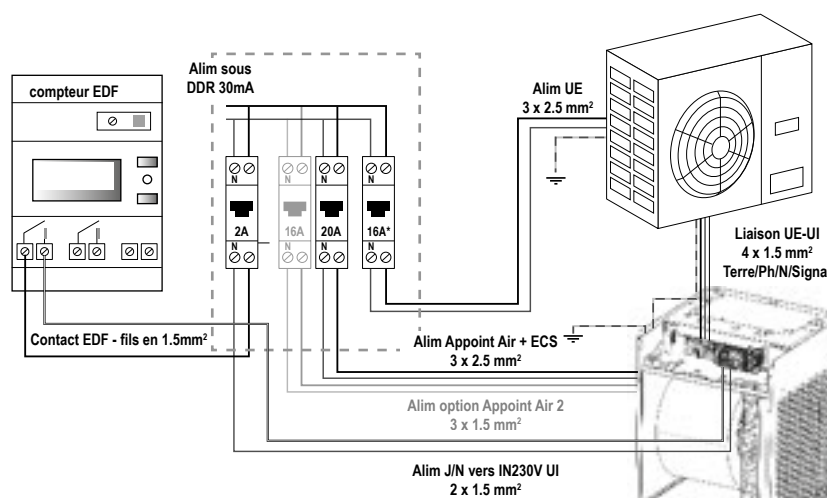 compteur EDF
Alim sous
DDR 30mA
Alim UE
3 x 2.5 mm²
N
N
N
N
2A
16A
20A
16A*
N
N
N
N
Liaison UE-UI
4 x 1.5 mm²
Terre/Ph/N/Signal
Contact EDF - fils en 1.5mm²
Alim Appoint Air + ECS
3 x 2.5 mm²
Alim option Appoint Air 2
3 x 1.5 mm²
Alim J/N vers IN230V UI
2 x 1.5 mm²